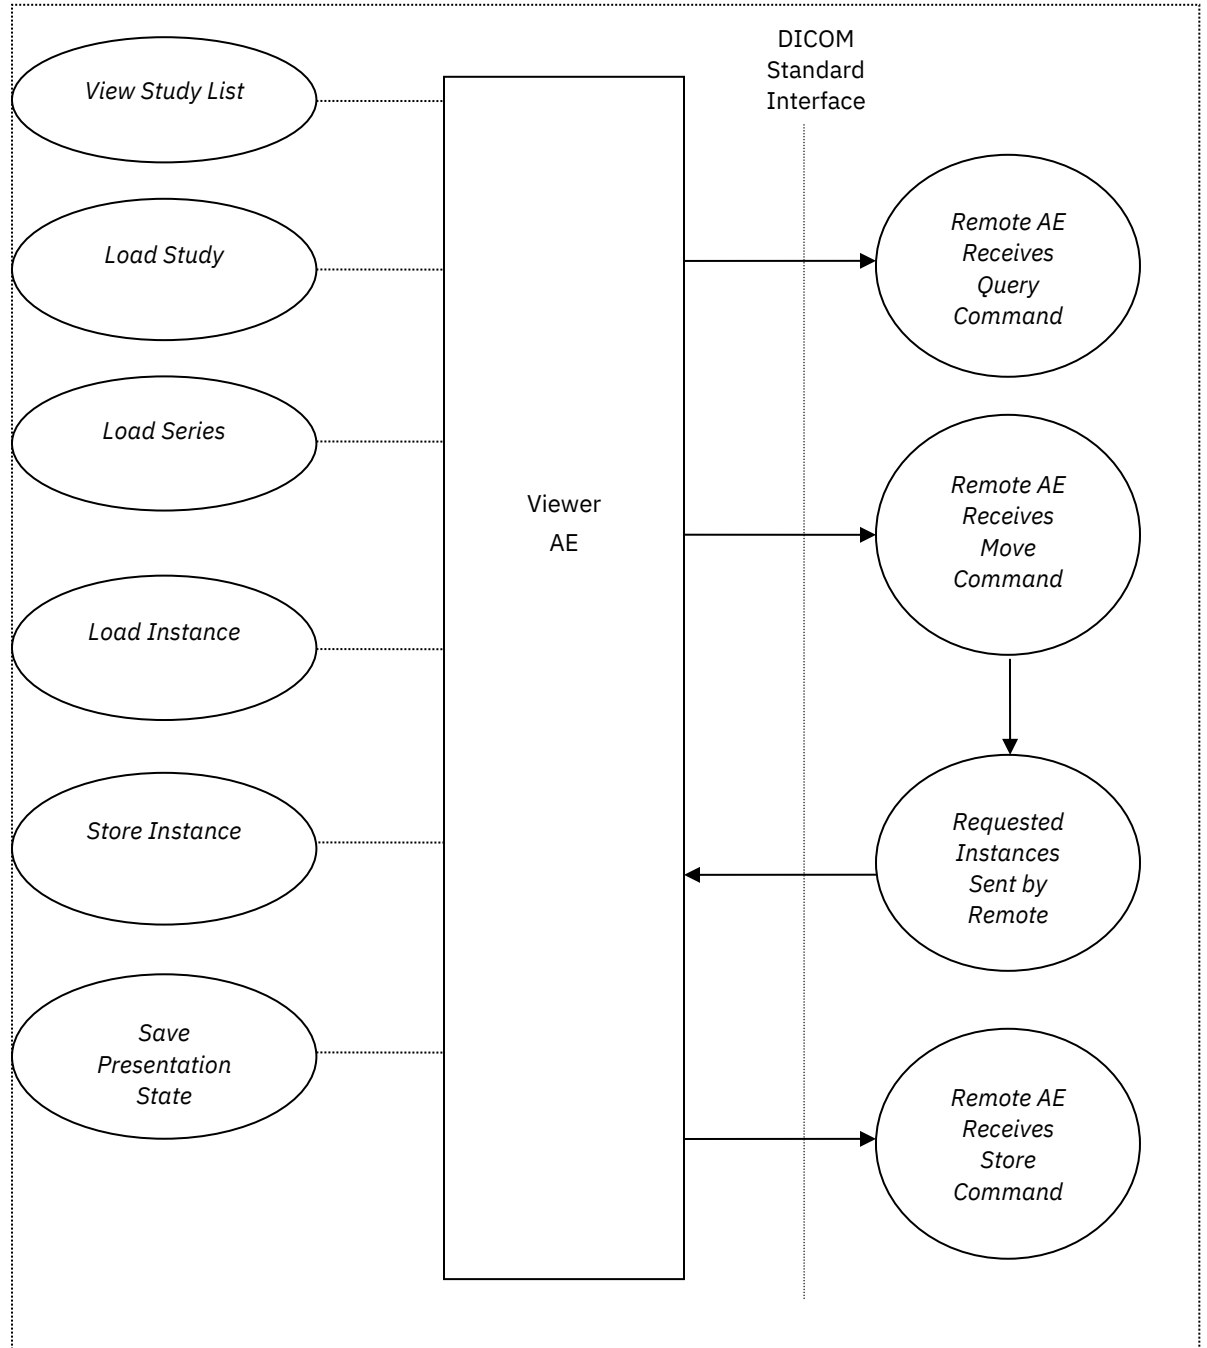 View Study List
Load Study
Load Series
Load Instance
Store Instance
Save
Presentation
State
Viewer
AE
DICOM
Standard
Interface
Remote AE
Receives
Query
Command
Remote AE
Receives
Move
Command
Requested
Instances
Sent by
Remote
Remote AE
Receives
Store
Command